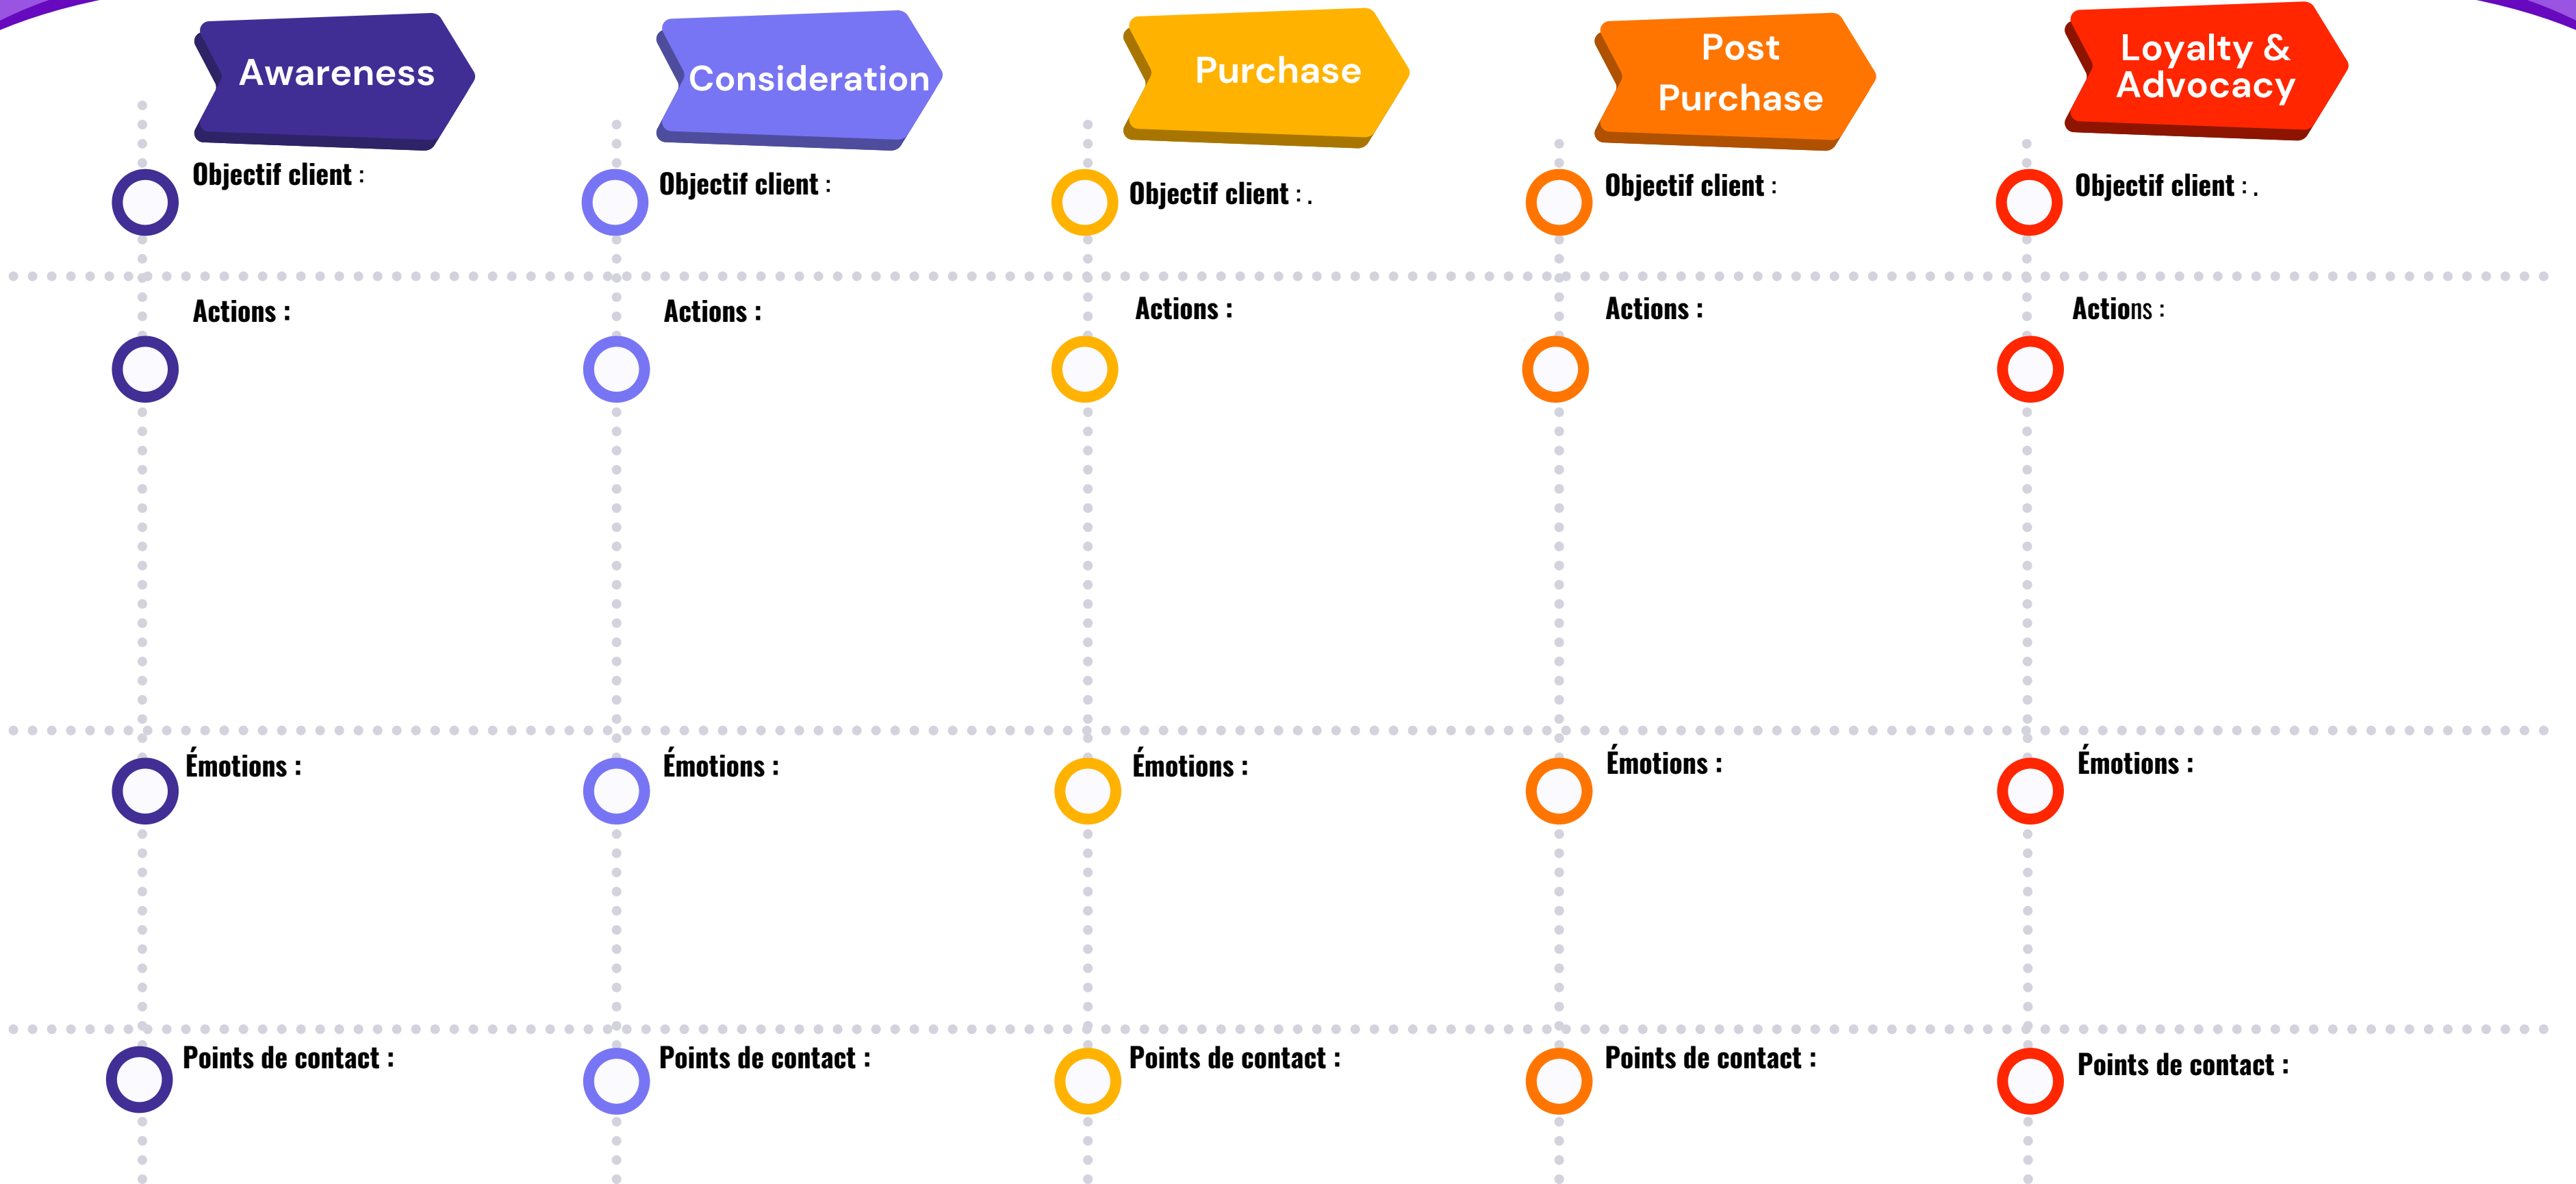 Awareness
Consideration
Purchase
Post
Purchase
Loyalty &
Advocacy
Objectif client :
Objectif client :
Objectif client : .
Objectif client :
Objectif client : .
Actions :
Actions :
Actions :
Actions :
Actions :
Émotions :
Émotions :
Émotions :
Émotions :
Émotions :
Points de contact :
Points de contact :
Points de contact :
Points de contact :
Points de contact :